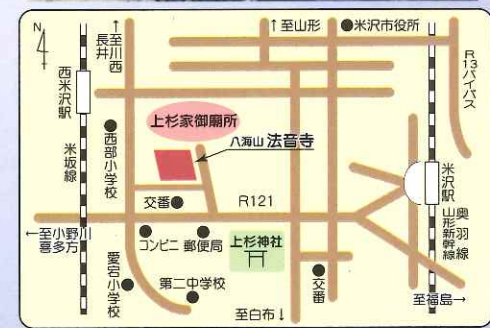 N
至川西
長井
至山形
米沢市役所
R13バイパス
西米沢駅
上杉家御廟所
八海山 法音寺
西部小学校
米坂線
交番
R121
米沢駅
奥羽線
山形新幹線
至小野川
喜多方
コンビニ
郵便局
上杉神社
愛宕小学校
第二中学校
交番
至白布
至福島